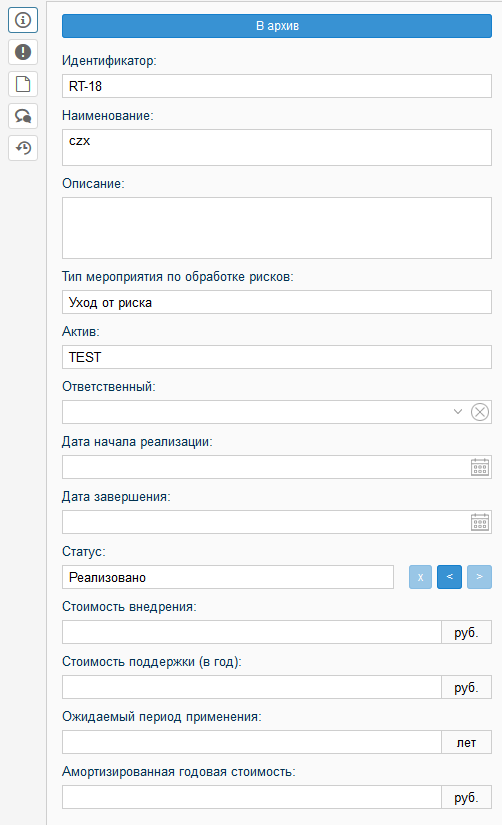 В архив
Идентификатор:
RT-18
Наименование:
czx
Описание:
Тип мероприятия по обработке рисков:
Уход от риска
Актив:
TEST
Ответственный:
Дата начала реализации:
Дата завершения:
Статус:
Реализовано x < >
Стоимость внедрения:
руб.
Стоимость поддержки (в год):
руб.
Ожидаемый период применения:
лет
Амортизированная годовая стоимость:
руб.